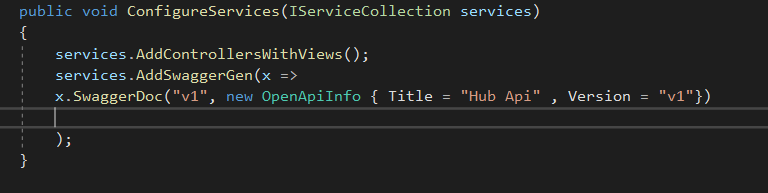 public void ConfigureServices(IServiceCollection services)
{
services.AddControllersWithViews();
services.AddSwaggerGen(x =>
x.SwaggerDoc("v1", new OpenApiInfo { Title = "Hub Api" , Version = "v1"})
);
}